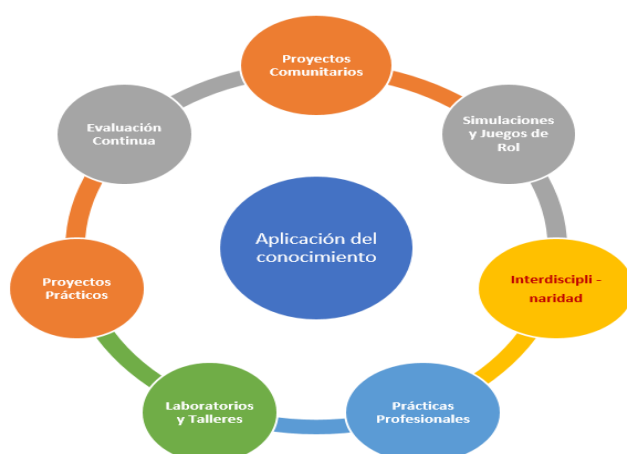 Proyectos
Comunitarios
Simulaciones
y Juegos de
Rol
Interdiscipli -
naridad
Prácticas
Profesionales
Laboratorios
y Talleres
Proyectos
Prácticos
Evaluación
Continua
Aplicación del
conocimiento